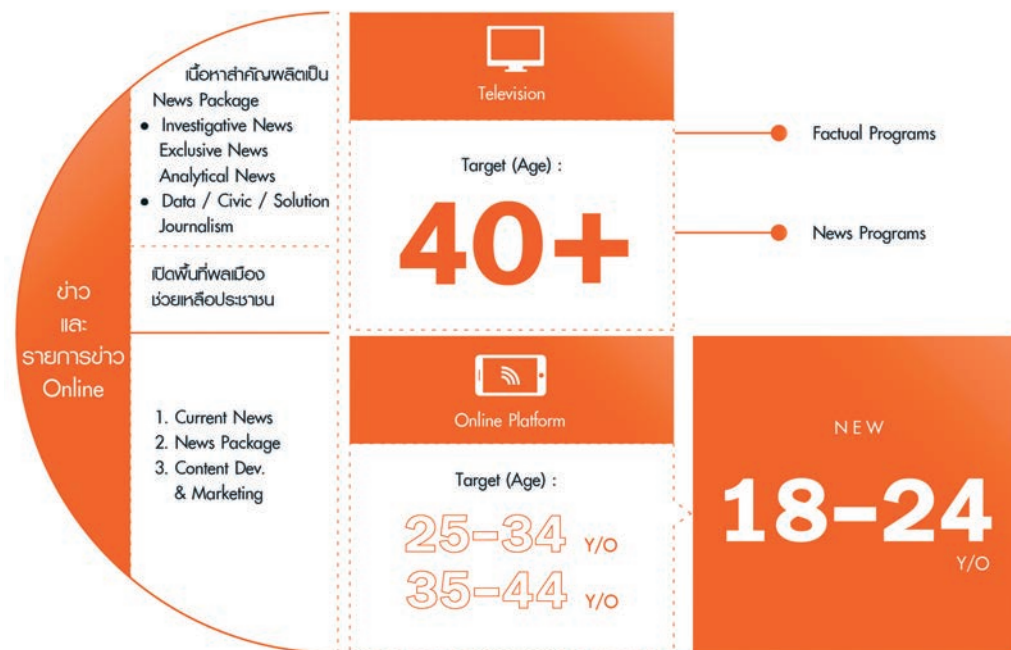 ข่าว
และ
รายการข่าว
Online
เนื้อหาสำคัญผลิตเป็น
News Package
• Investigative News
Exclusive News
Analytical News
• Data / Civic / Solution
Journalism
เปิดพื้นที่พลเมือง
ช่วยเหลือประชาชน
1. Current News
2. News Package
3. Content Dev.
& Marketing
Television
Target (Age) :
40+
Factual Programs
News Programs
Online Platform
Target (Age) :
25-34 Y/O
35-44 Y/O
NEW
18-24
Y/O